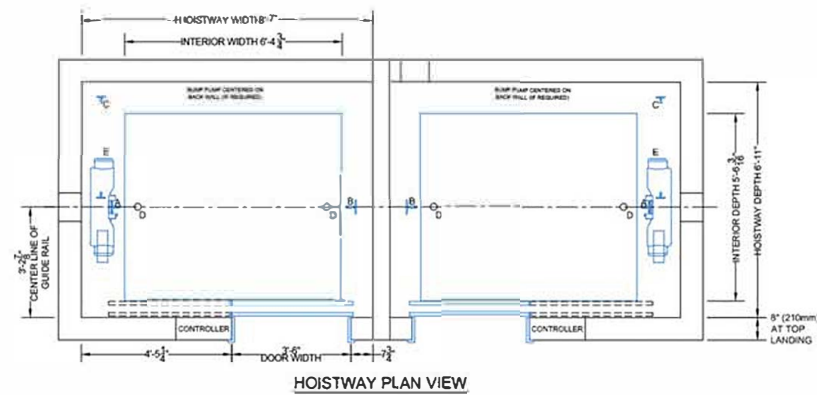 HOISTWAY WIDTH 8'-7"
INTERIOR WIDTH 6'-4 3/4"
SUMP PUMP CENTERED ON
BACK WALL (IF REQUIRED)
SUMP PUMP CENTERED ON
BACK WALL (IF REQUIRED)
C
C
E
E
B
B
B
B
D
D
D
D
3'-2 7/8"
CENTER LINE OF
GUIDE RAIL
INTERIOR DEPTH 5'-6 3/16"
HOISTWAY DEPTH 6'-11"
CONTROLLER
CONTROLLER
8" (210mm)
AT TOP
LANDING
4'-5 1/4"
3'-6"
DOOR WIDTH
7 3/4"
HOISTWAY PLAN VIEW